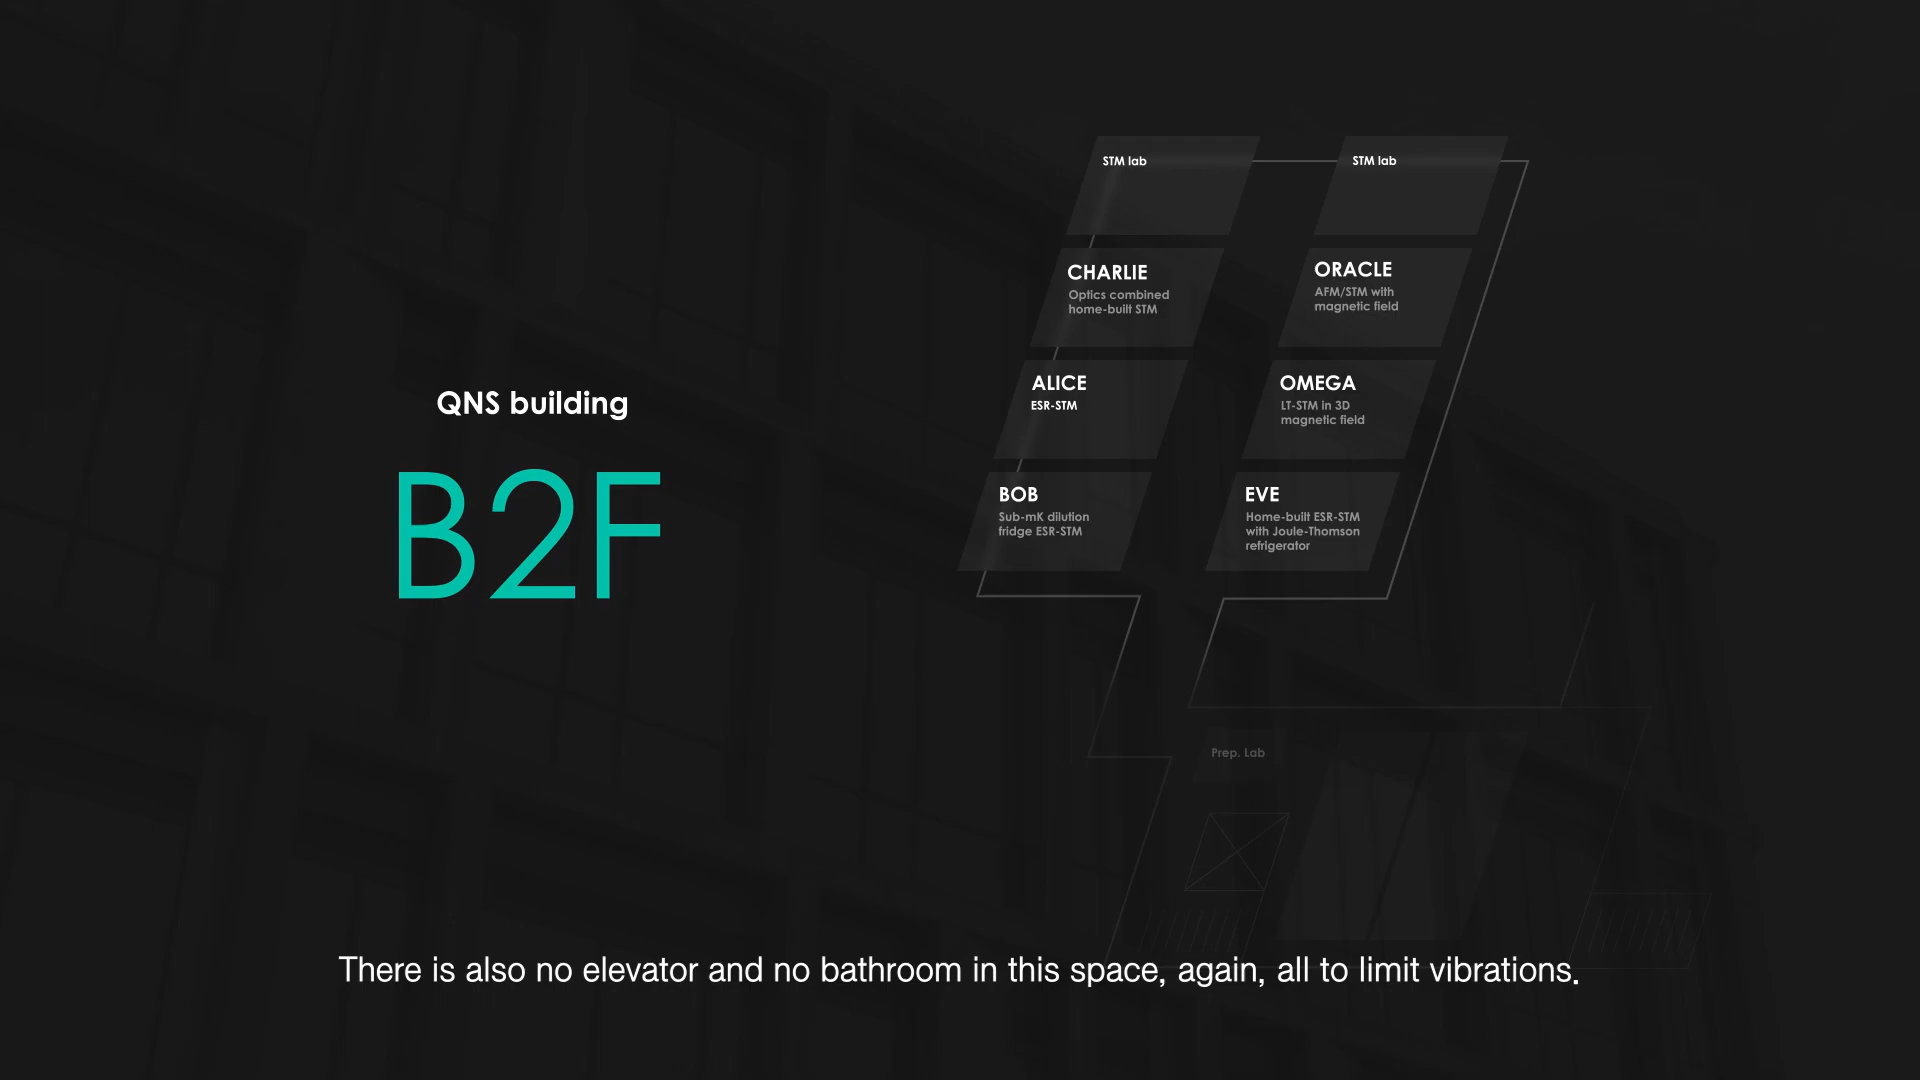 QNS building
B2F
STM lab
STM lab
CHARLIE
Optics combined
home-built STM
ORACLE
AFM/STM with
magnetic field
ALICE
ESR-STM
OMEGA
LT-STM in 3D
magnetic field
BOB
Sub-mK dilution
fridge ESR-STM
EVE
Home-built ESR-STM
with Joule-Thomson
refrigerator
Prep. Lab
There is also no elevator and no bathroom in this space, again, all to limit vibrations.